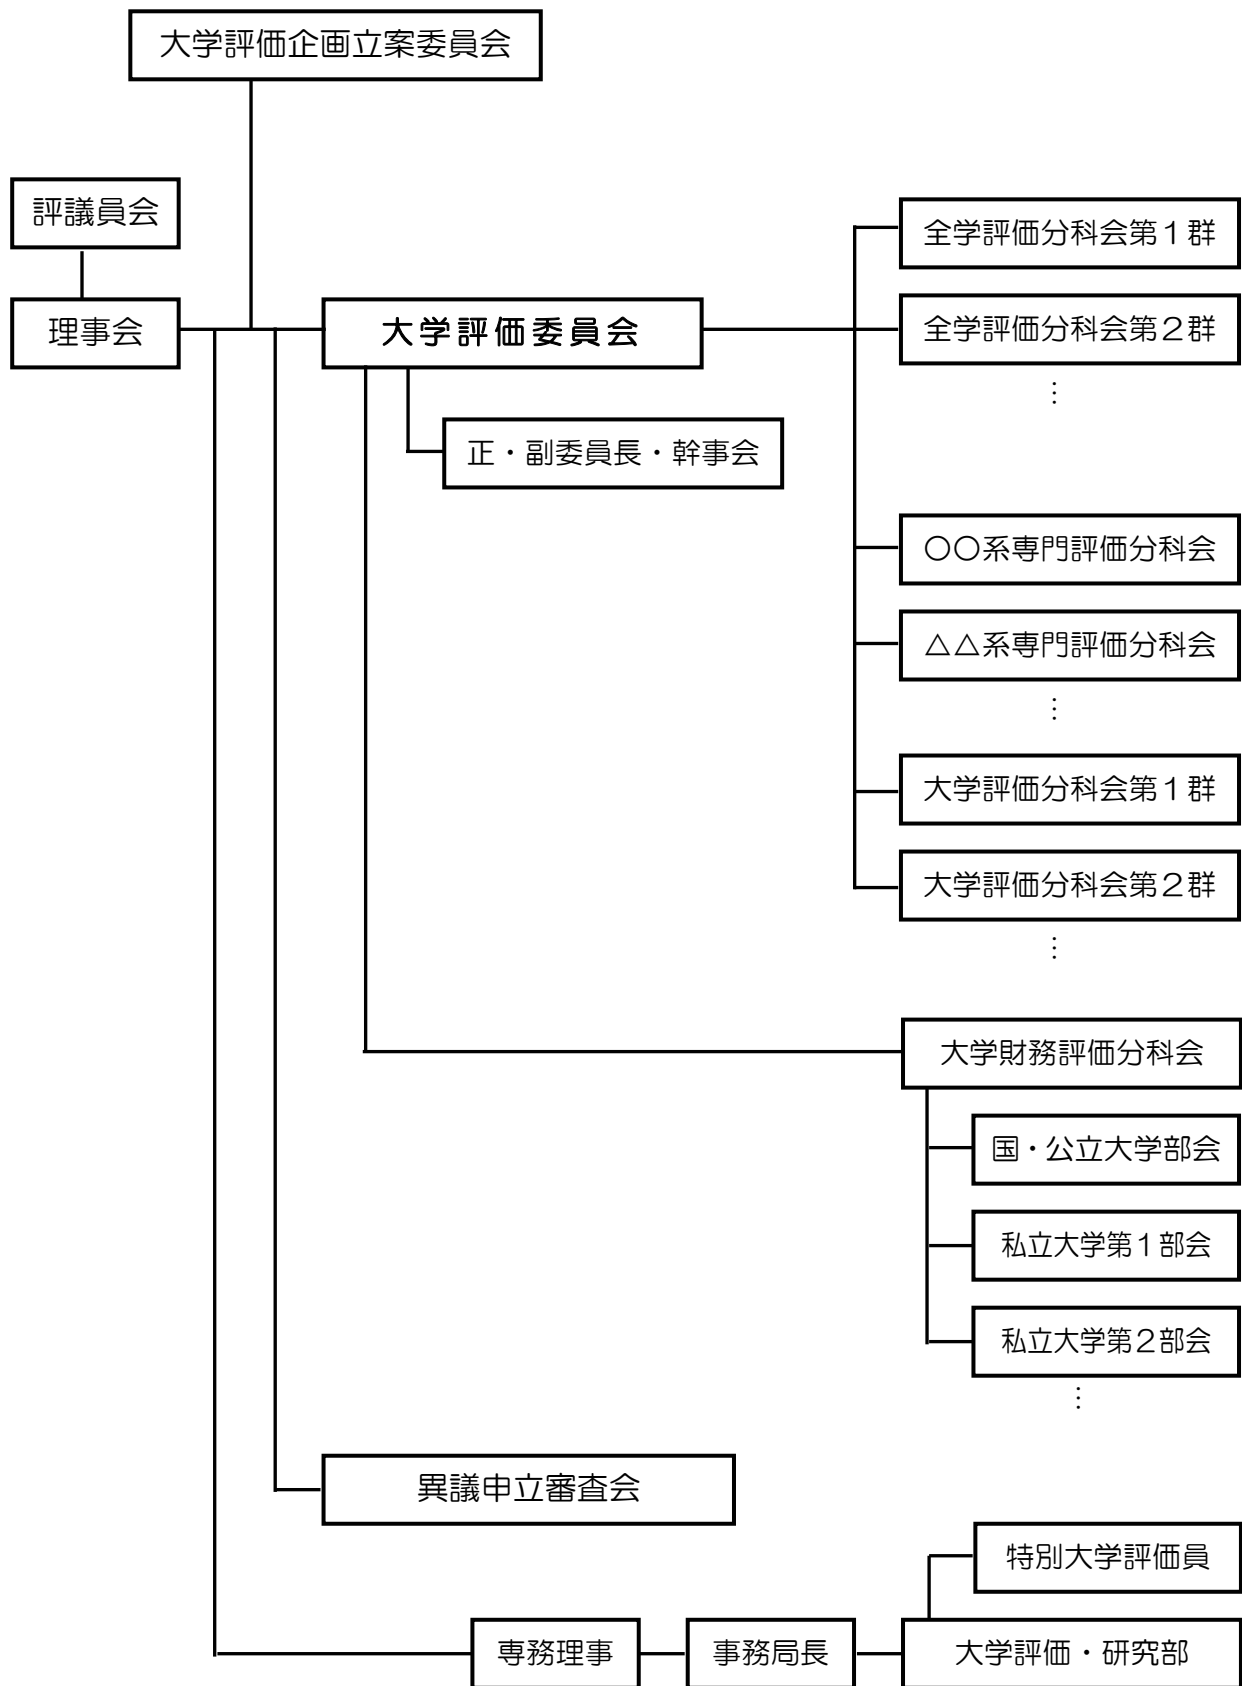 大学評価企画立案委員会
評議員会
理事会
大学評価委員会
正・副委員長・幹事会
全学評価分科会第１群
全学評価分科会第２群
…
〇〇系専門評価分科会
△△系専門評価分科会
…
大学評価分科会第１群
大学評価分科会第２群
…
大学財務評価分科会
国・公立大学部会
私立大学第１部会
私立大学第２部会
…
異議申立審査会
特別大学評価員
専務理事
事務局長
大学評価・研究部